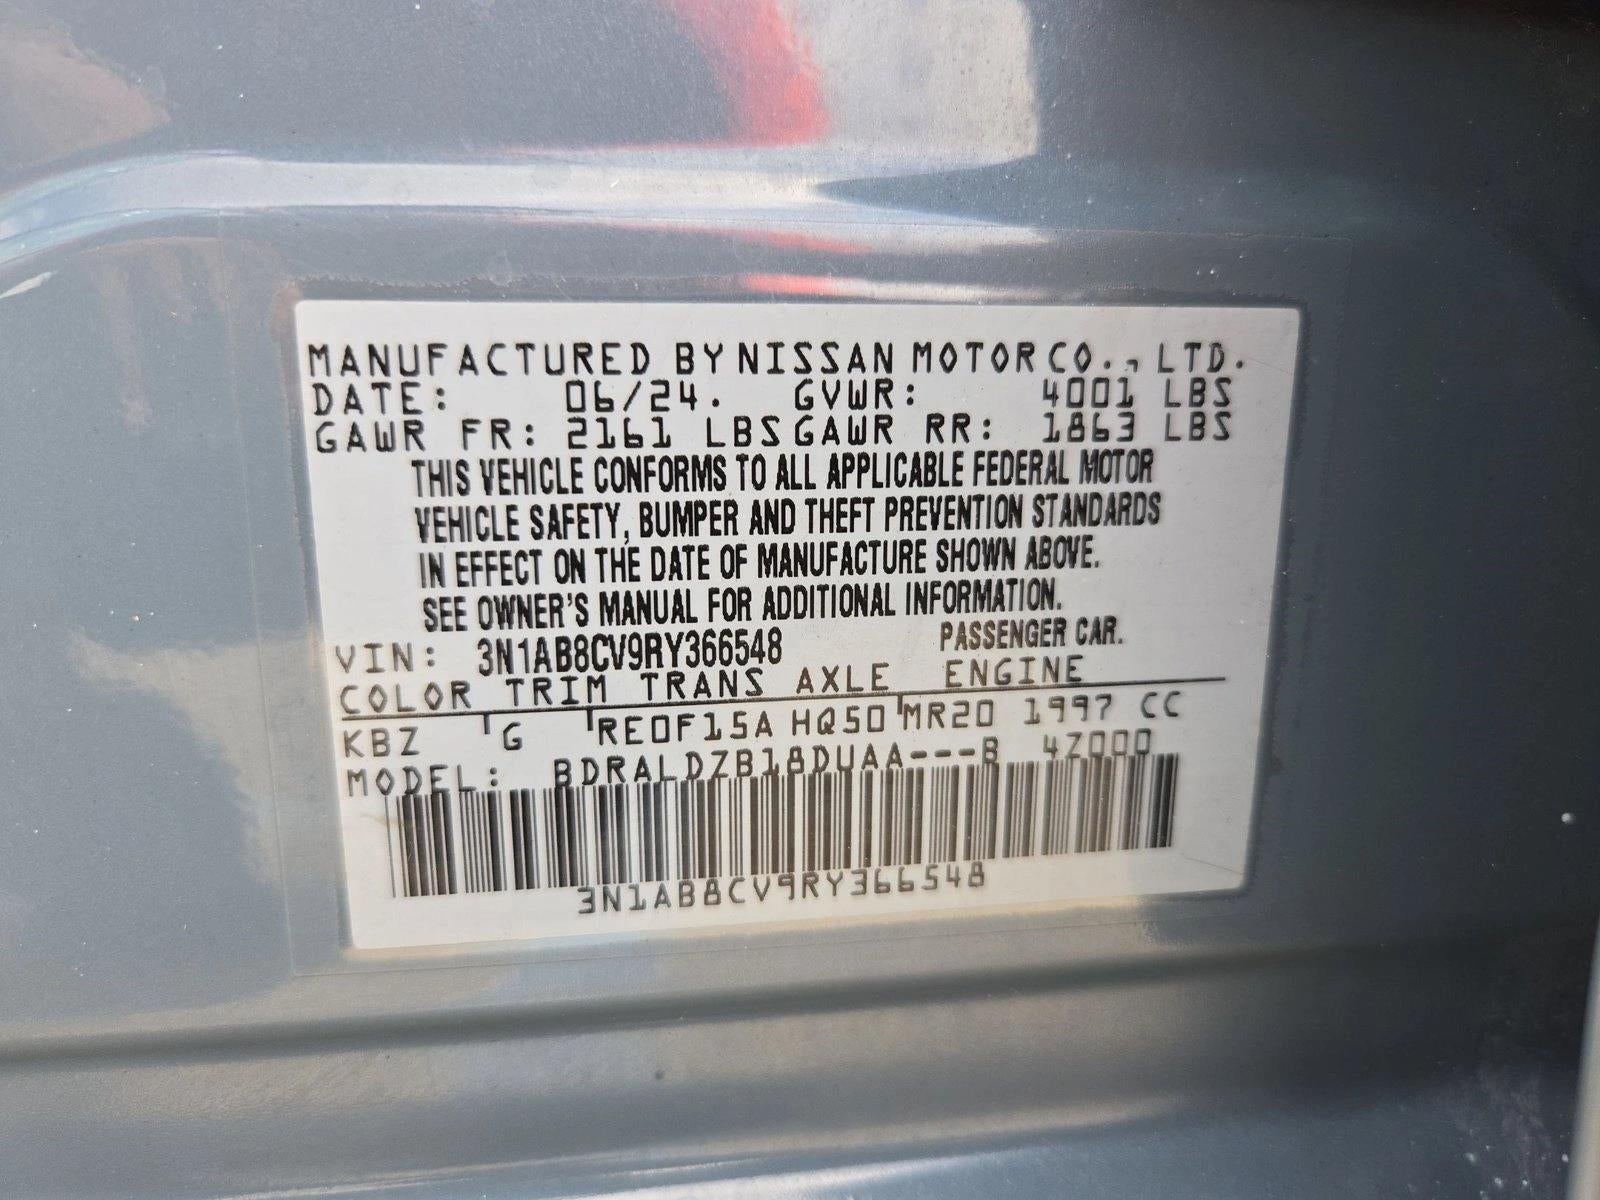 MANUFACTURED BY NISSAN MOTOR CO., LTD.
DATE: 06/24. GVWR: 4001 LBS
GAWR FR: 2161 LBS GAWR RR: 1863 LBS
THIS VEHICLE CONFORMS TO ALL APPLICABLE FEDERAL MOTOR
VEHICLE SAFETY, BUMPER AND THEFT PREVENTION STANDARDS
IN EFFECT ON THE DATE OF MANUFACTURE SHOWN ABOVE.
SEE OWNER'S MANUAL FOR ADDITIONAL INFORMATION.
VIN: 3N1AB8CV9RY366548 PASSENGER CAR.
COLOR TRIM TRANS AXLE ENGINE
KBZ G RE0F15A HQ50 MR20 1997 CC
MODEL: BDRALDZB18DUAA---B 4Z000
3N1AB8CV9RY366548